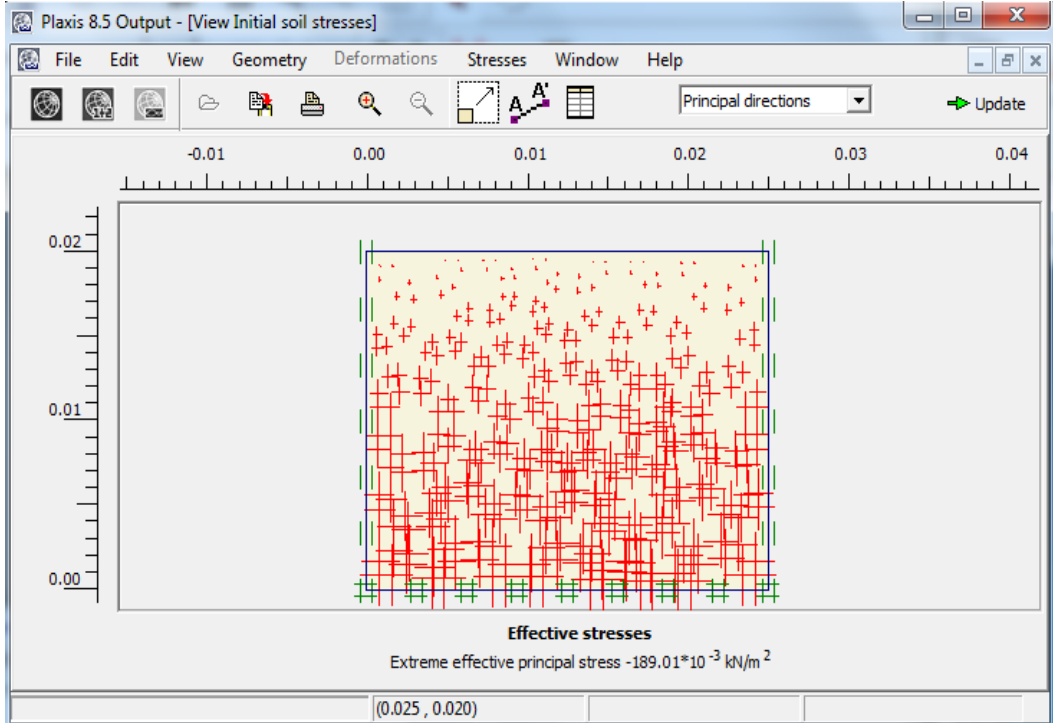 Plaxis 8.5 Output - [View Initial soil stresses]
File Edit View Geometry Deformations Stresses Window Help
Principal directions Update
-0.01 0.00 0.01 0.02 0.03 0.04
0.02
0.01
0.00
Effective stresses
Extreme effective principal stress -189.01*10 -3 kN/m 2
(0.025 , 0.020)